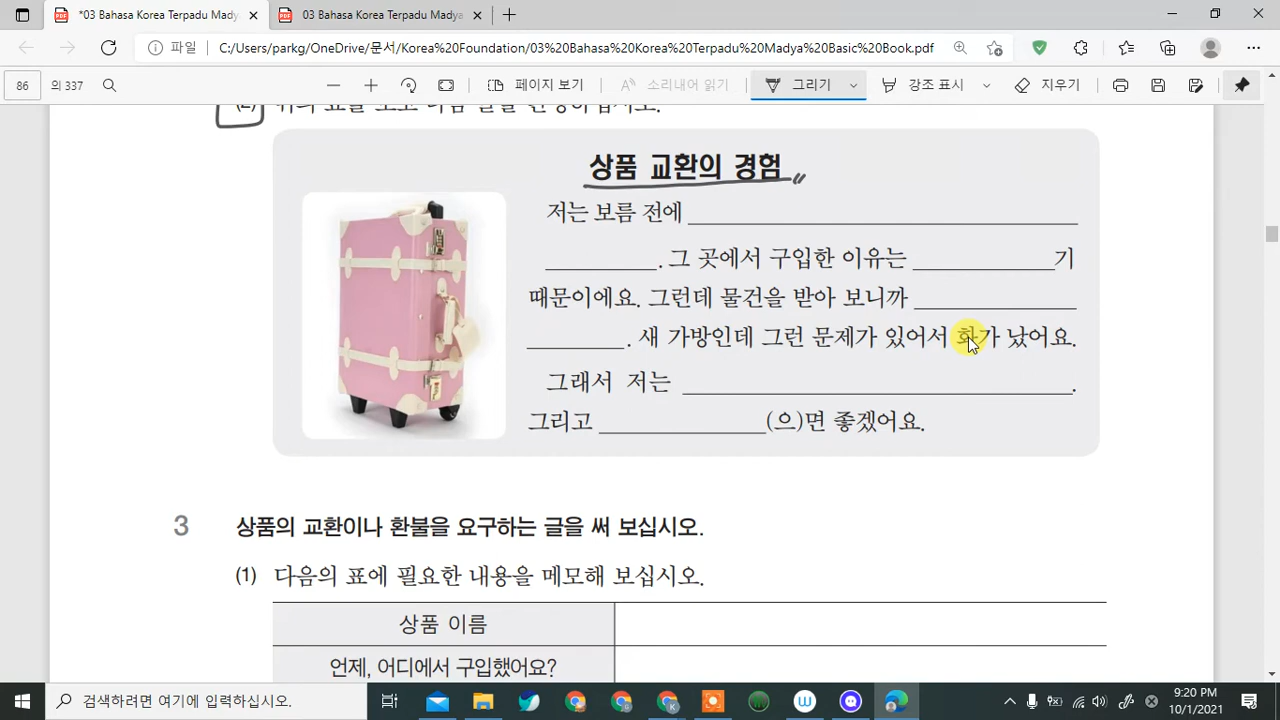 *03 Bahasa Korea Terpadu Madya
03 Bahasa Korea Terpadu Madya
파일 C:/Users/parkg/OneDrive/문서/Korea%20Foundation/03%20Bahasa%20Korea%20Terpadu%20Madya%20Basic%20Book.pdf
86 의 337 페이지 보기 소리내어 읽기 그리기 강조 표시 지우기
상품 교환의 경험
저는 보름 전에 ____
____. 그 곳에서 구입한 이유는 ____기
때문이에요. 그런데 물건을 받아 보니까 ____
____. 새 가방인데 그런 문제가 있어서 화가 났어요.
그래서 저는 ____.
그리고 ____(으)면 좋겠어요.
3 상품의 교환이나 환불을 요구하는 글을 써 보십시오.
(1) 다음의 표에 필요한 내용을 메모해 보십시오.
상품 이름
언제, 어디에서 구입했어요?
검색하려면 여기에 입력하십시오.
9:20 PM
10/1/2021